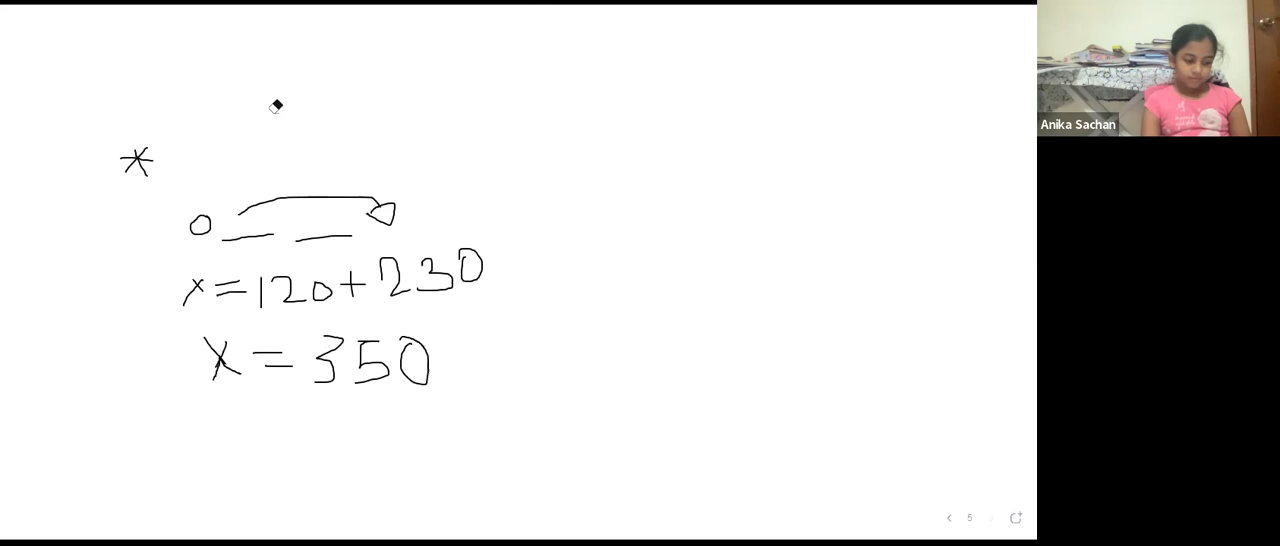 *
0 _ _
x=120+230
x=350
Anika Sachan
5